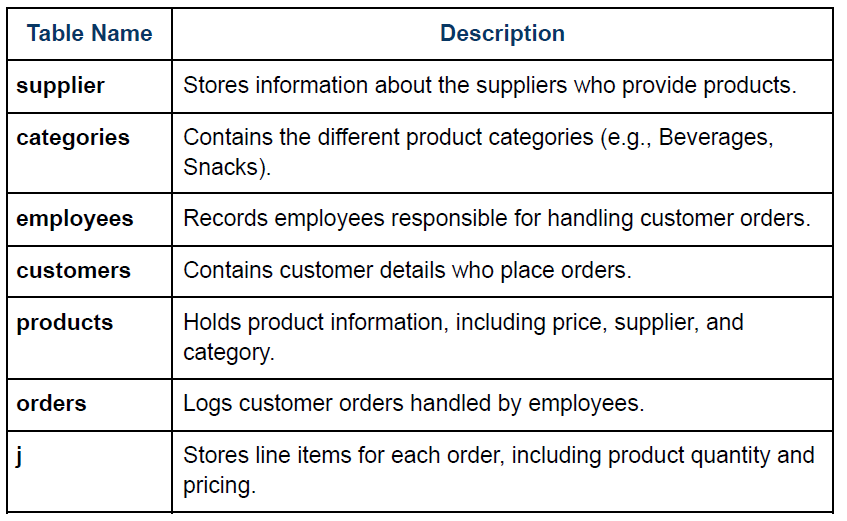 Table Name Description
supplier Stores information about the suppliers who provide products.
categories Contains the different product categories (e.g., Beverages,
Snacks).
employees Records employees responsible for handling customer orders.
customers Contains customer details who place orders.
products Holds product information, including price, supplier, and
category.
orders Logs customer orders handled by employees.
j Stores line items for each order, including product quantity and
pricing.